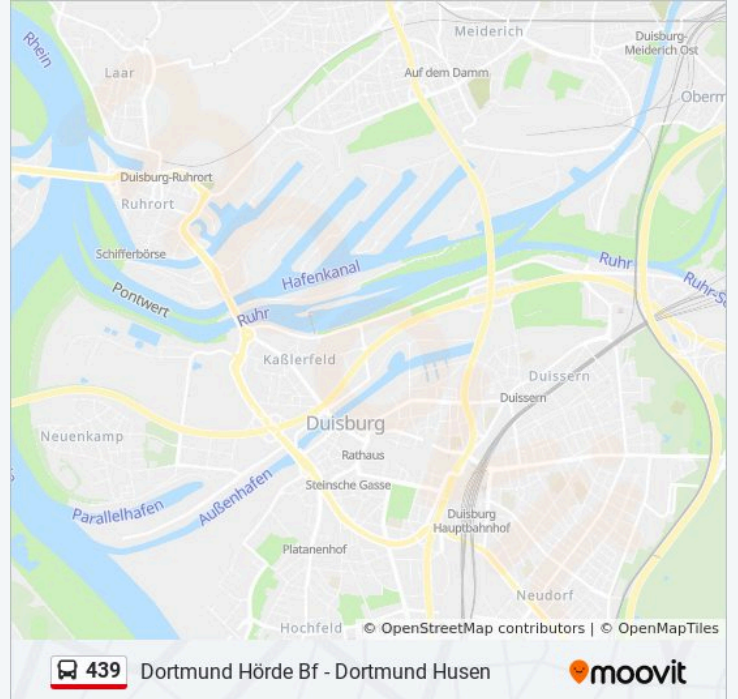 Rhein
Laar
Meiderich
Duisburg-
Meiderich Ost
Auf dem Damm
Oberm
Duisburg-Ruhrort
Ruhrort
Schifferbörse
Hafenkanal
Ruhr
Ruhr-S
Pontwert
Ruhr
Kaßlerfeld
Duissern
Duissern
Duisburg
Neuenkamp
Rathaus
Steinsche Gasse
Parallelhafen
Außenhafen
Duisburg
Hauptbahnhof
Platanenhof
Neudorf
Hochfeld
© OpenStreetMap contributors | © OpenMapTiles
439 Dortmund Hörde Bf - Dortmund Husen
moovit